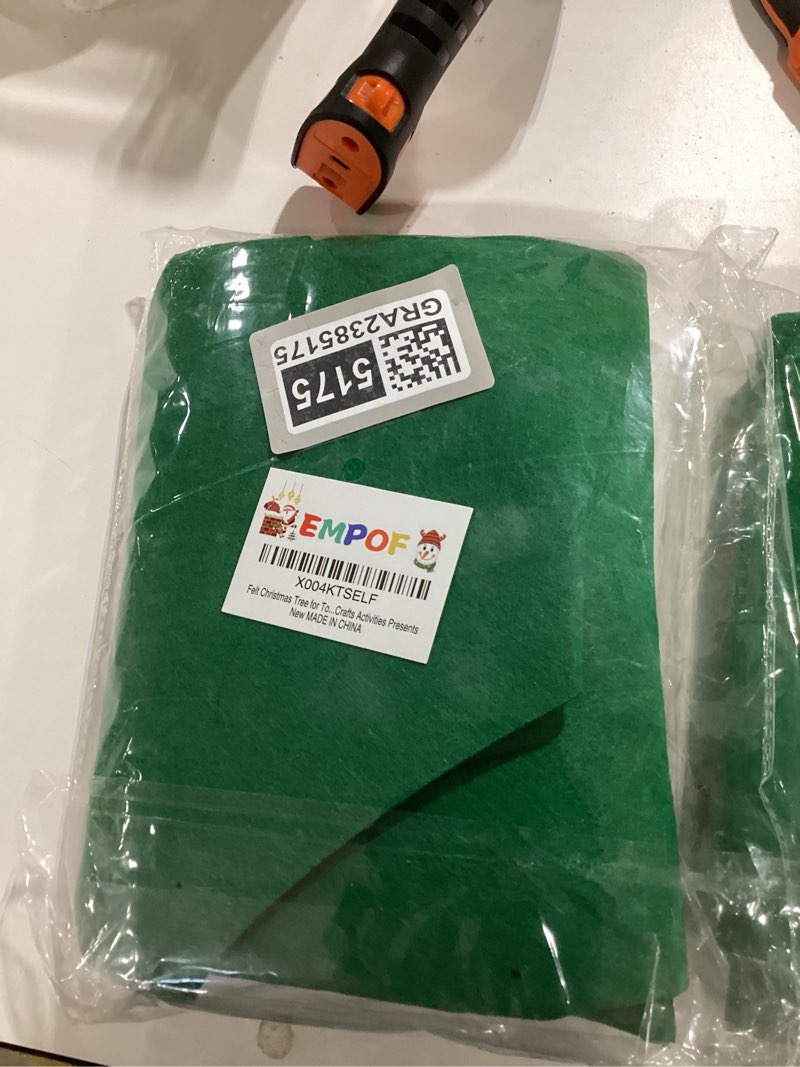 GRA2385175
5175
EMPOF
X004KTSELF
Felt Christmas Tree for To...Crafts Activities Presents
New MADE IN CHINA